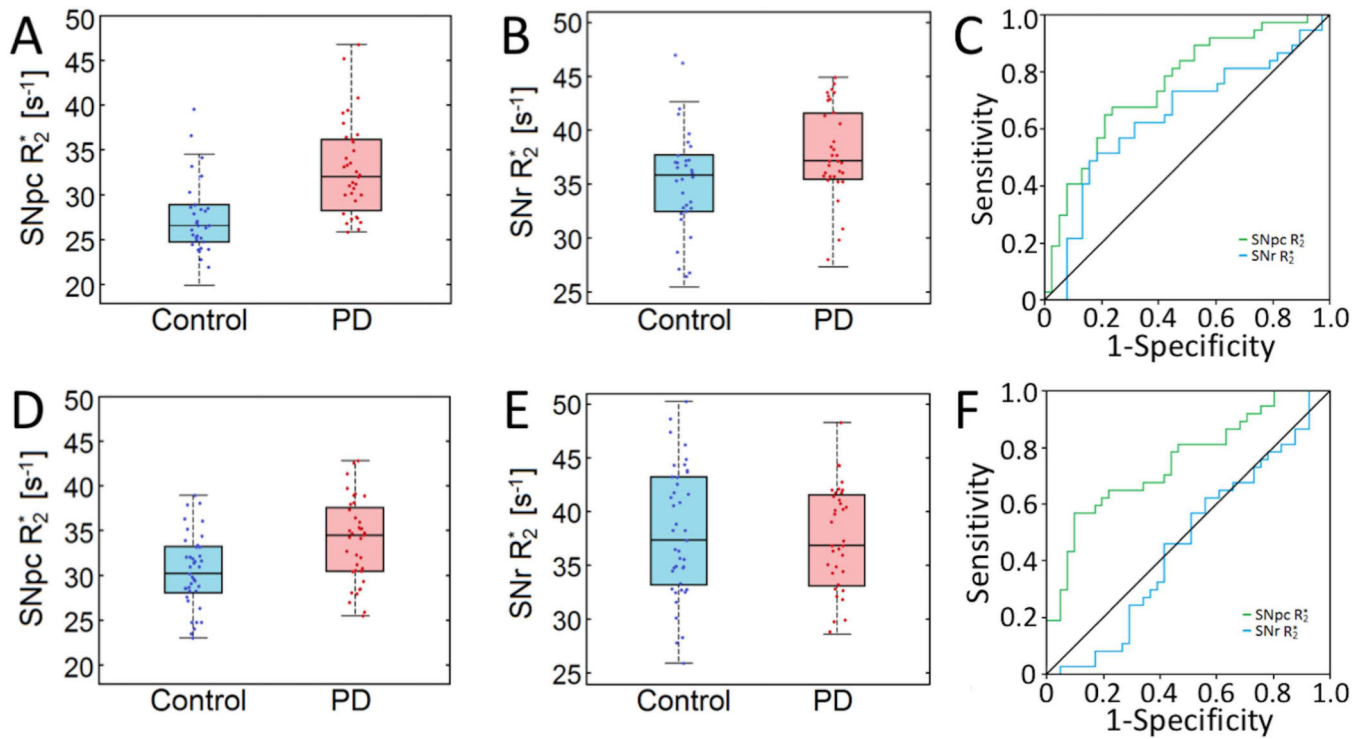 A
SNpc R₂* [s⁻¹]
50
45
40
35
30
25
20
Control PD
B
SNr R₂* [s⁻¹]
50
45
40
35
30
25
Control PD
C
Sensitivity
1.0
0.8
0.6
0.4
0.2
0
SNpc R₂*
SNr R₂*
0 0.2 0.4 0.6 0.8 1.0
1-Specificity
D
SNpc R₂* [s⁻¹]
50
45
40
35
30
25
20
Control PD
E
SNr R₂* [s⁻¹]
50
45
40
35
30
25
Control PD
F
Sensitivity
1.0
0.8
0.6
0.4
0.2
0
SNpc R₂*
SNr R₂*
0 0.2 0.4 0.6 0.8 1.0
1-Specificity